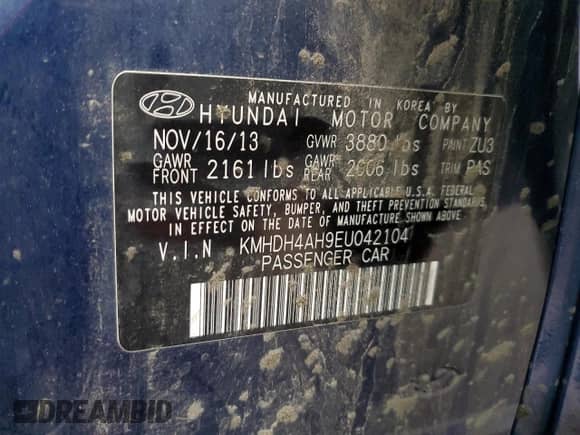 MANUFACTURED IN KOREA BY
HYUNDAI MOTOR COMPANY
NOV/16/13 GVWR 3880 lbs PAINT ZU3
GAWR FRONT 2161 lbs GAWR REAR 2006 lbs TRIM PAS
THIS VEHICLE CONFORMS TO ALL APPLICABLE U.S.A. FEDERAL
MOTOR VEHICLE SAFETY, BUMPER, AND THEFT PREVENTION STANDARDS
IN EFFECT ON THE DATE OF MANUFACTURE SHOWN ABOVE.
V.I.N KMHDH4AH9EU042104
PASSENGER CAR
DREAMBID